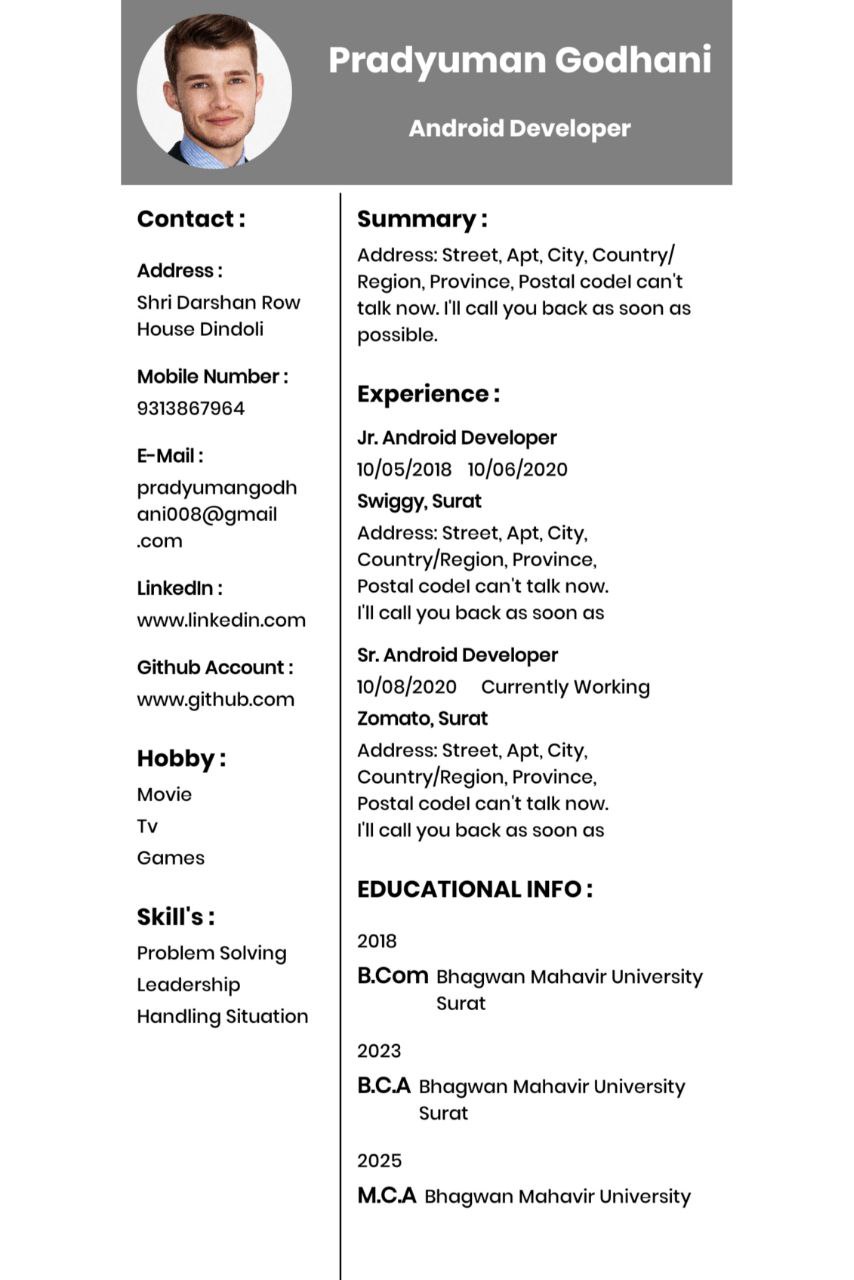 Pradyuman Godhani
Android Developer
Contact :
Address :
Shri Darshan Row
House Dindoli
Mobile Number :
9313867964
E-Mail :
pradyumangodh
ani008@gmail
.com
LinkedIn :
www.linkedin.com
Github Account :
www.github.com
Hobby :
Movie
Tv
Games
Skill's :
Problem Solving
Leadership
Handling Situation
Summary :
Address: Street, Apt, City, Country/
Region, Province, Postal codeI can't
talk now. I'll call you back as soon as
possible.
Experience :
Jr. Android Developer
10/05/2018 10/06/2020
Swiggy, Surat
Address: Street, Apt, City,
Country/Region, Province,
Postal codeI can't talk now.
I'll call you back as soon as
Sr. Android Developer
10/08/2020 Currently Working
Zomato, Surat
Address: Street, Apt, City,
Country/Region, Province,
Postal codeI can't talk now.
I'll call you back as soon as
EDUCATIONAL INFO :
2018
B.Com Bhagwan Mahavir University
Surat
2023
B.C.A Bhagwan Mahavir University
Surat
2025
M.C.A Bhagwan Mahavir University